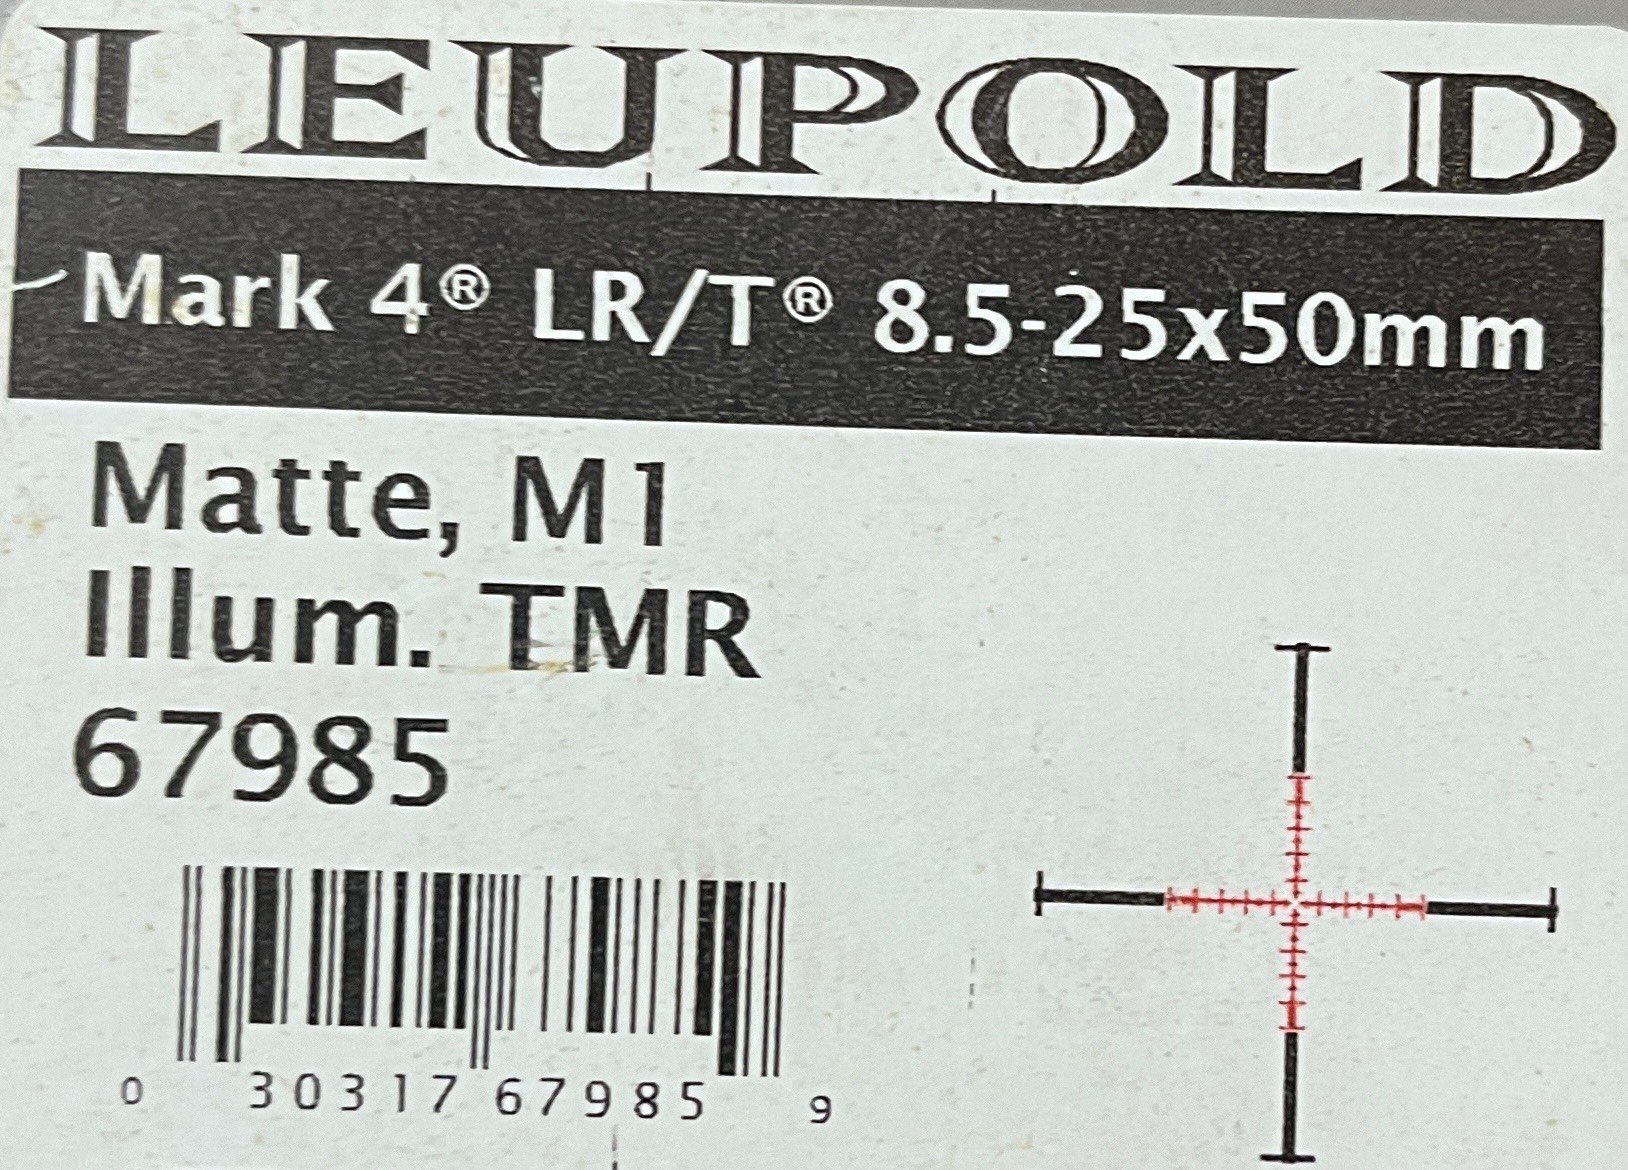 LEUPOLD
Mark 4® LR/T® 8.5-25x50mm
Matte, M1
Illum. TMR
67985
0 30317 67985 9